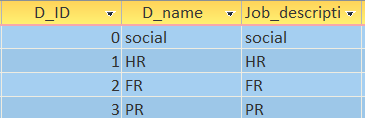 D_ID D_name Job_descripti
0 social social
1 HR HR
2 FR FR
3 PR PR